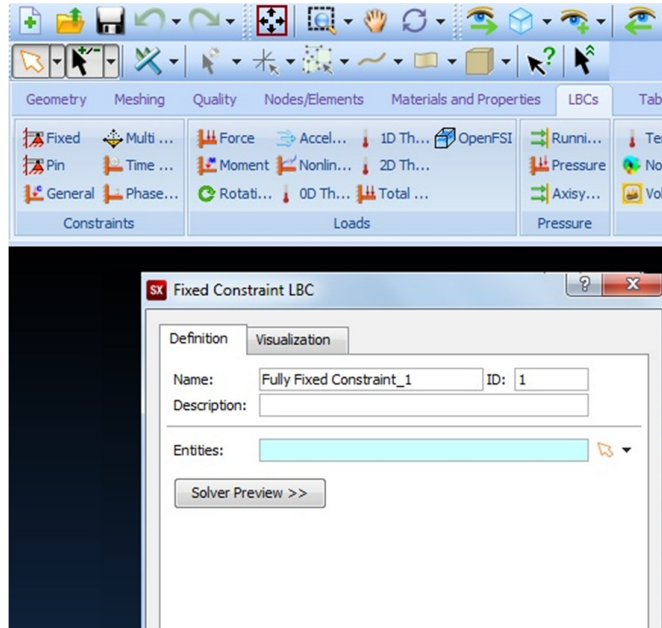 Geometry Meshing Quality Nodes/Elements Materials and Properties LBCs Tab
Fixed Multi ... Force Accel... 1D Th... OpenFSI Runni... Te
Pin Time ... Moment Nonlin... 2D Th... Pressure No
General Phase... Rotati... 0D Th... Total ... Axisy... Vol
Constraints Loads Pressure
SX Fixed Constraint LBC
Definition Visualization
Name: Fully Fixed Constraint_1 ID: 1
Description:
Entities:
Solver Preview >>